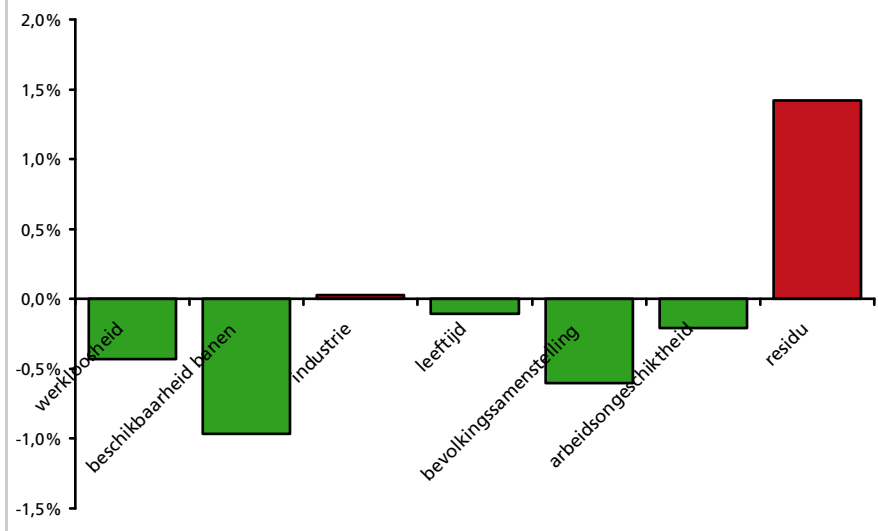 2,0%
1,5%
1,0%
0,5%
0,0%
-0,5%
-1,0%
-1,5%
werkloosheid
beschikbaarheid banen
industrie
leeftijd
bevolkingssamenstelling
arbeidsongeschiktheid
residu